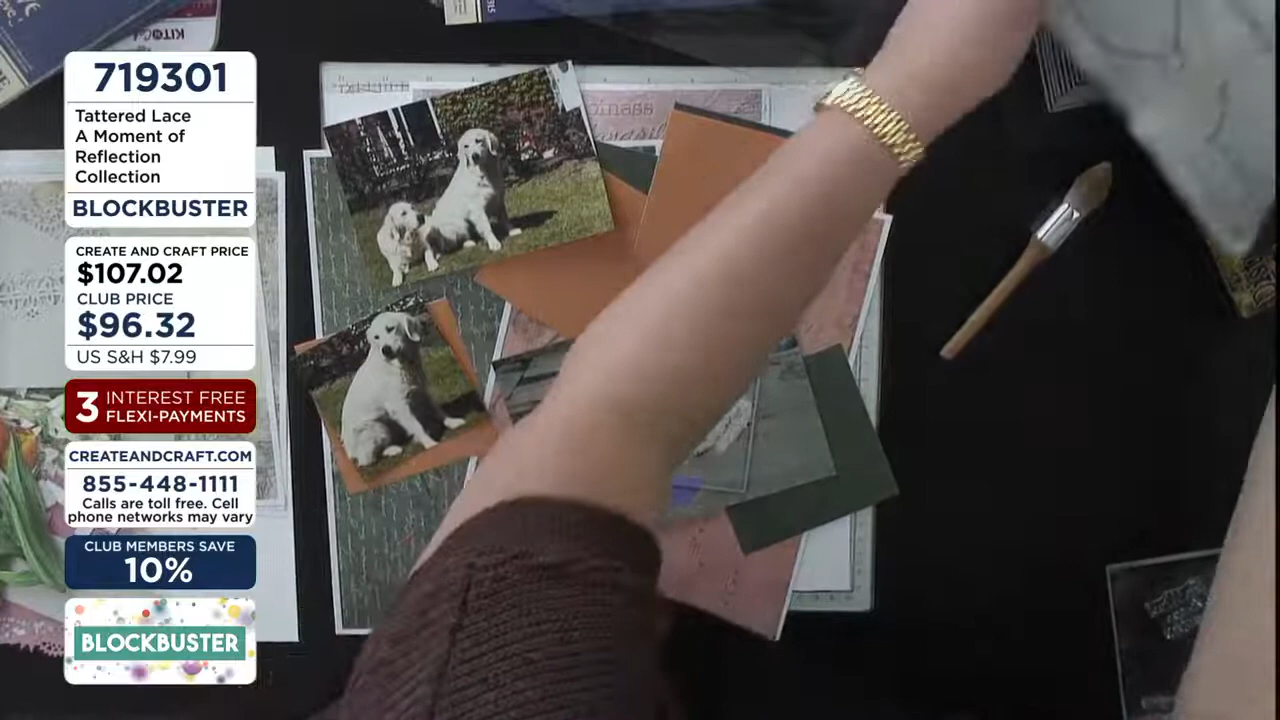 719301
Tattered Lace
A Moment of
Reflection
Collection
BLOCKBUSTER
CREATE AND CRAFT PRICE
$107.02
CLUB PRICE
$96.32
US S&H $7.99
3 INTEREST FREE
FLEXI-PAYMENTS
CREATEANDCRAFT.COM
855-448-1111
Calls are toll free. Cell
phone networks may vary
CLUB MEMBERS SAVE
10%
BLOCKBUSTER
KIT